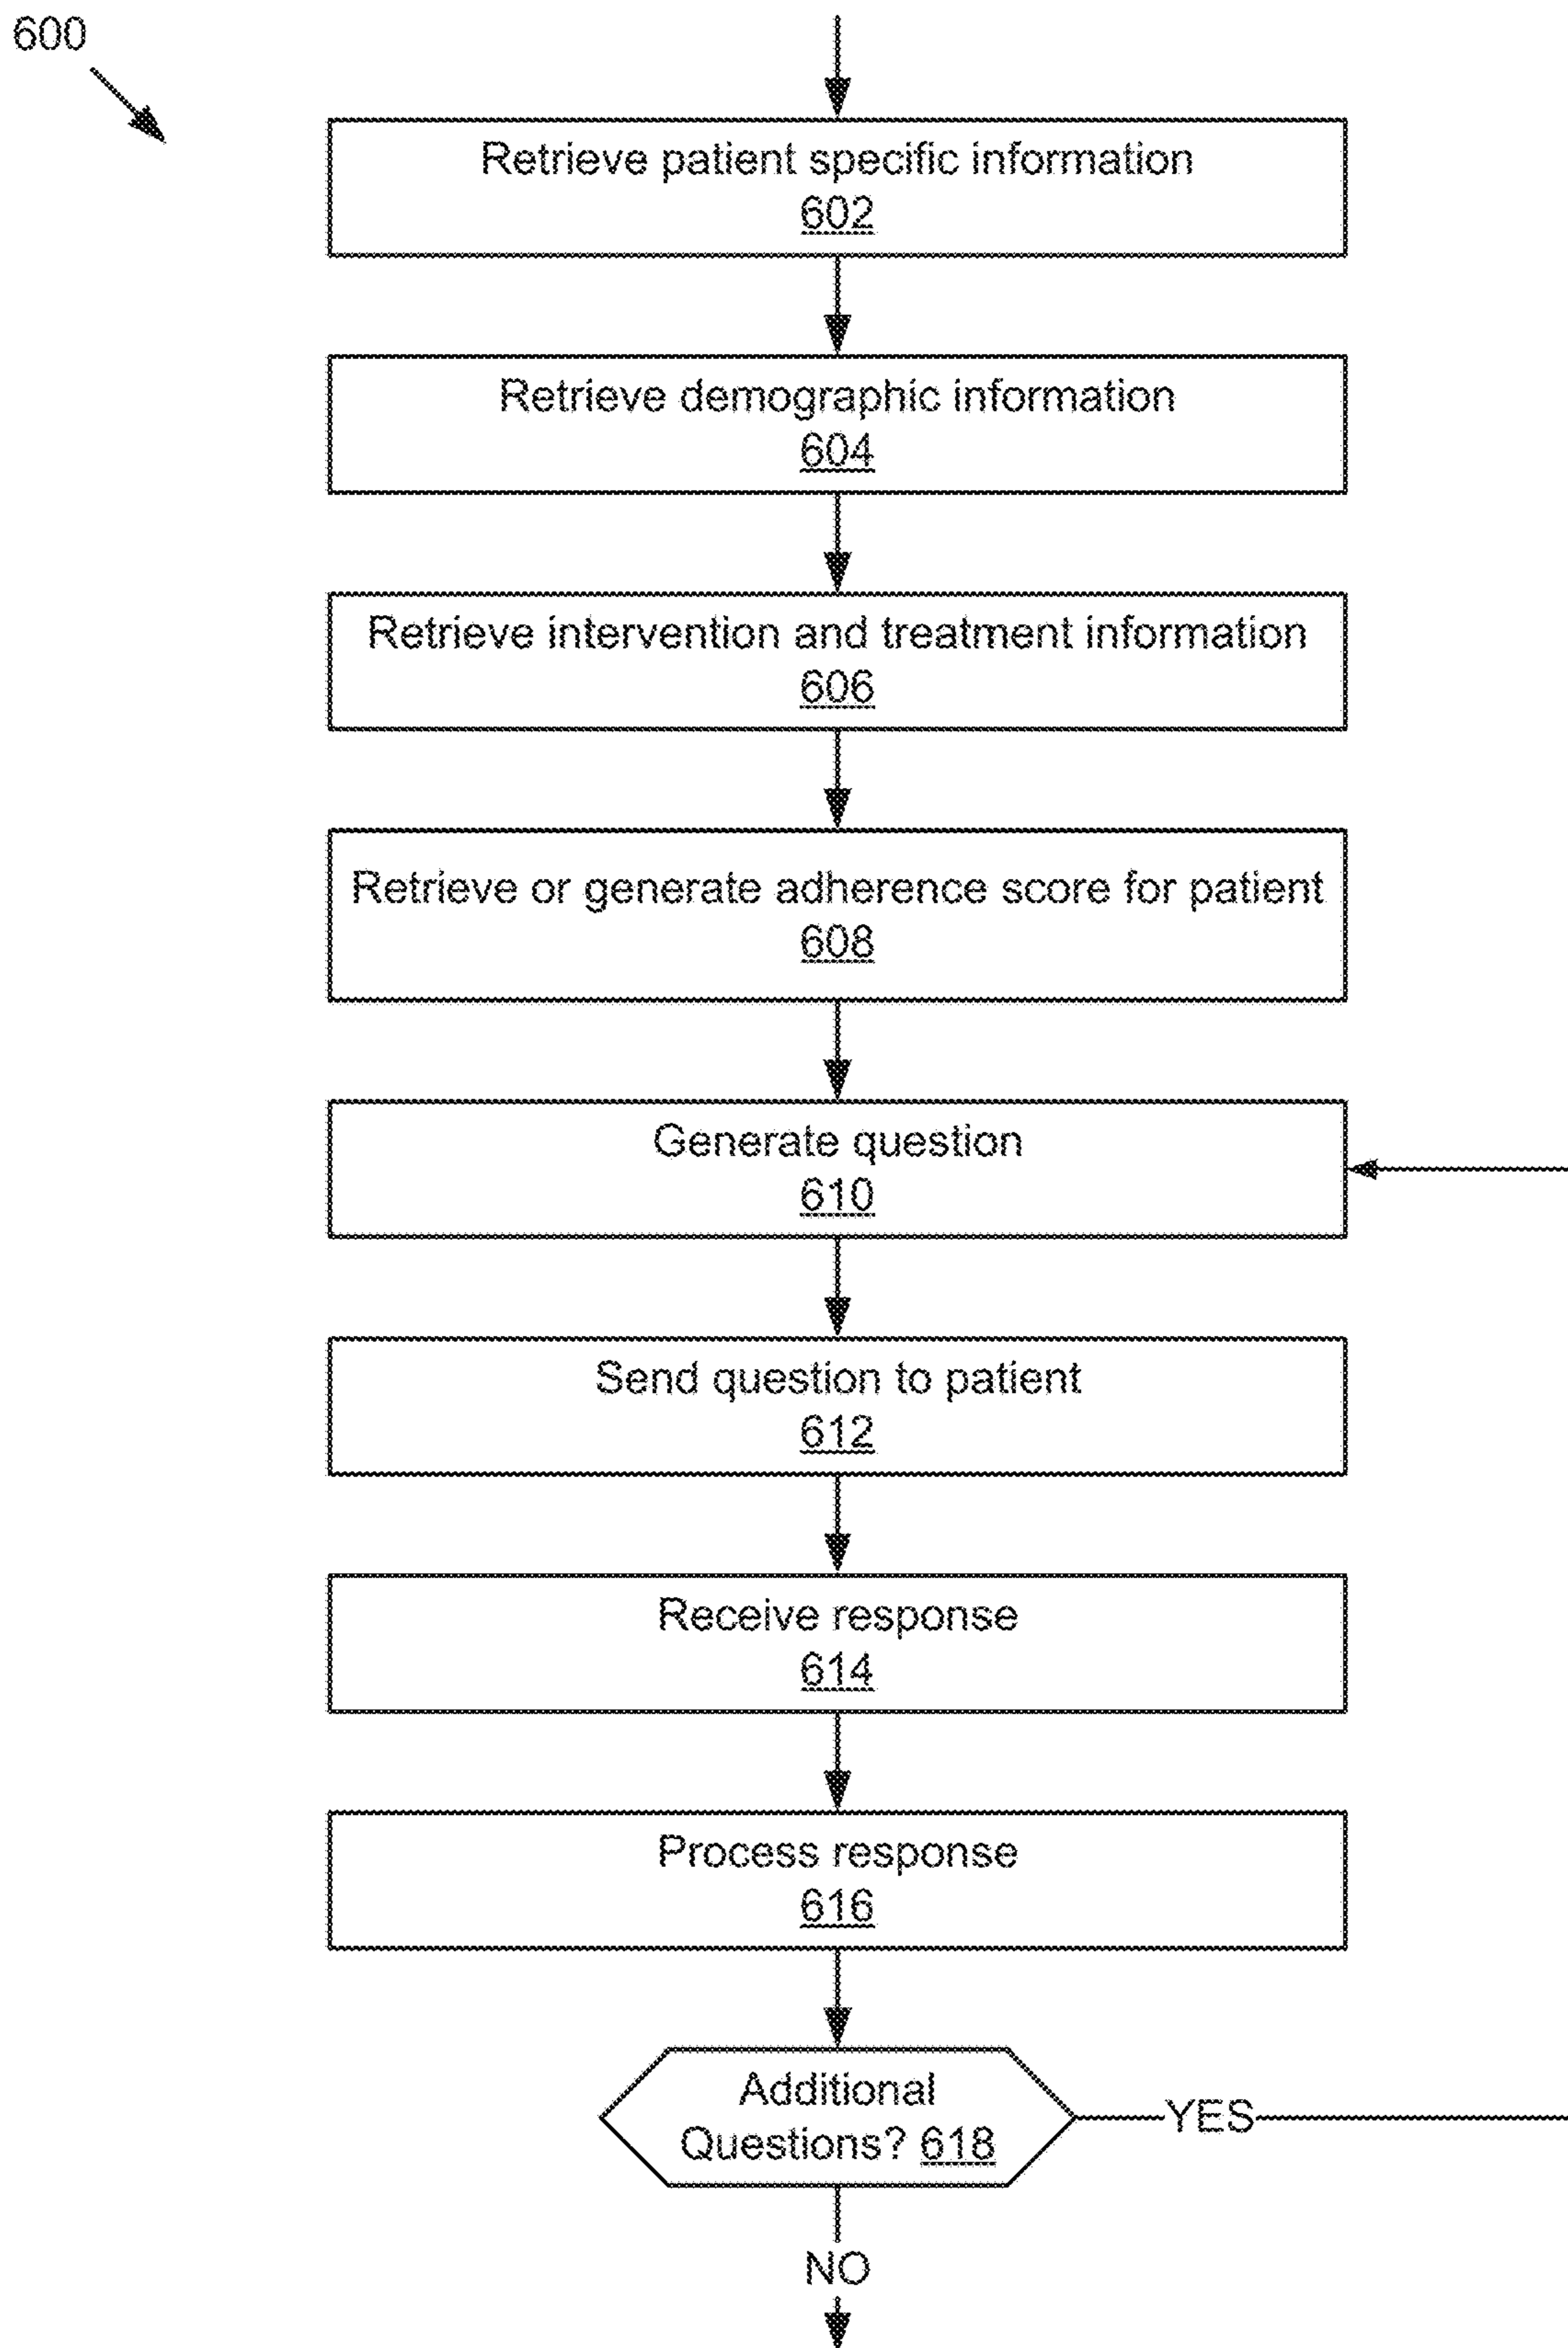 600
Retrieve patient specific information
602
Retrieve demographic information
604
Retrieve intervention and treatment information
606
Retrieve or generate adherence score for patient
608
Generate question
610
Send question to patient
612
Receive response
614
Process response
616
Additional
Questions? 618
YES
NO